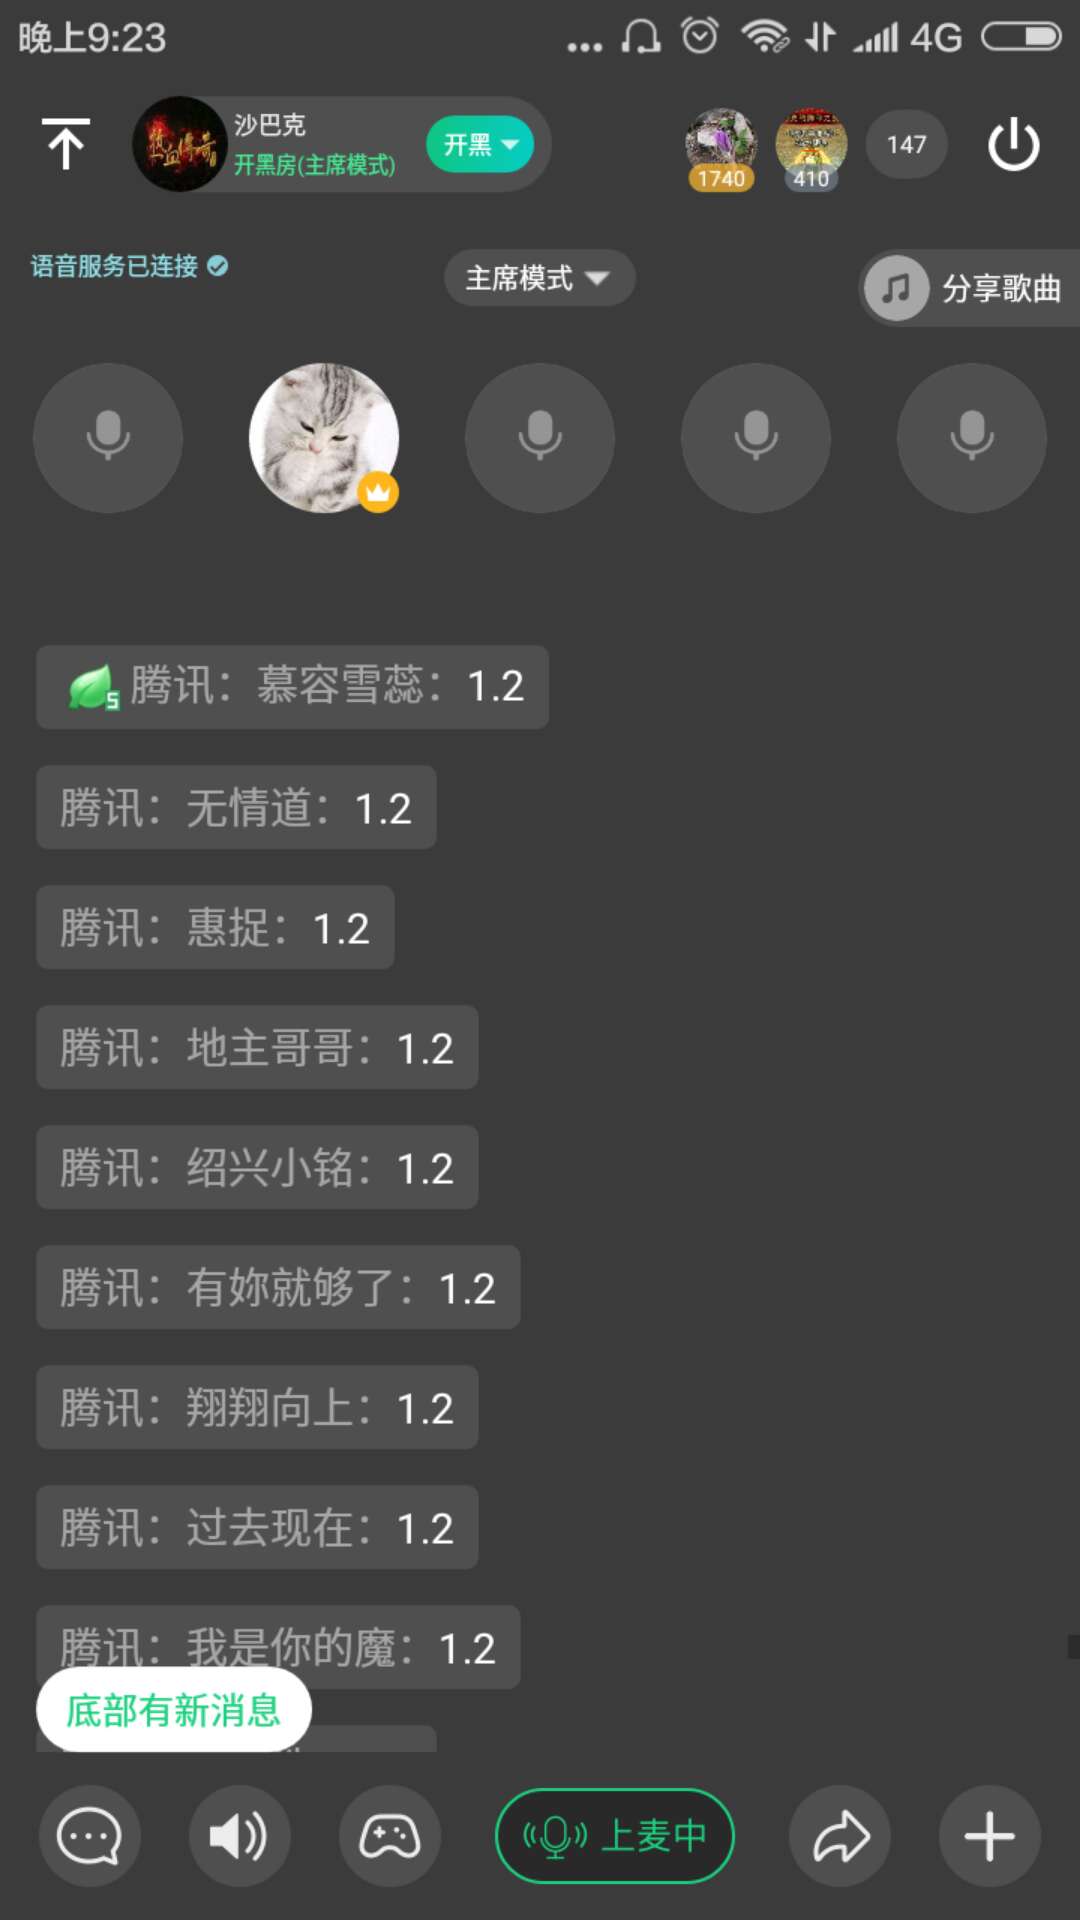 晚上9:23
4G
热血传奇
沙巴克
开黑房(主席模式)
开黑
1740
410
147
语音服务已连接
主席模式
分享歌曲
5
腾讯：慕容雪蕊：1.2
腾讯：无情道：1.2
腾讯：惠捉：1.2
腾讯：地主哥哥：1.2
腾讯：绍兴小铭：1.2
腾讯：有妳就够了：1.2
腾讯：翔翔向上：1.2
腾讯：过去现在：1.2
腾讯：我是你的魔：1.2
底部有新消息
上麦中